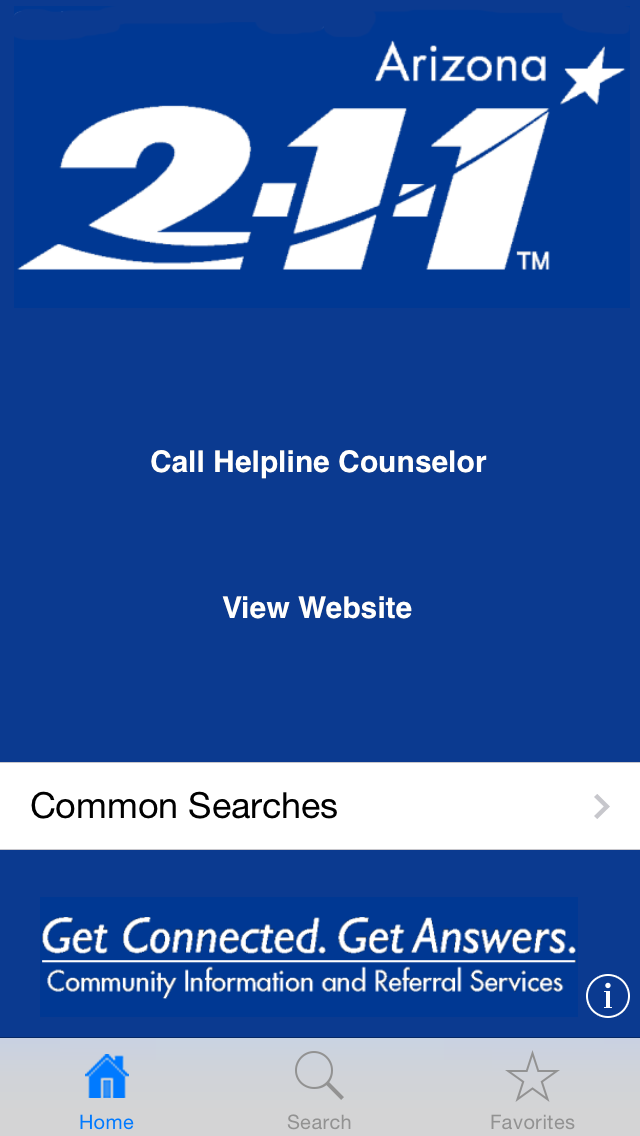 Arizona
2-1-1 TM
Call Helpline Counselor
View Website
Common Searches
Get Connected. Get Answers.
Community Information and Referral Services
i
Home Search Favorites